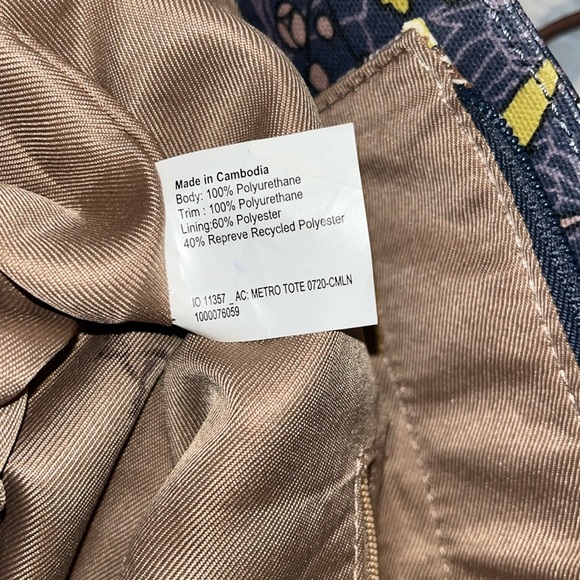 Made in Cambodia
Body: 100% Polyurethane
Trim : 100% Polyurethane
Lining:60% Polyester
40% Repreve Recycled Polyester
IO 11357 _ AC: METRO TOTE 0720-CMLN
1000076059